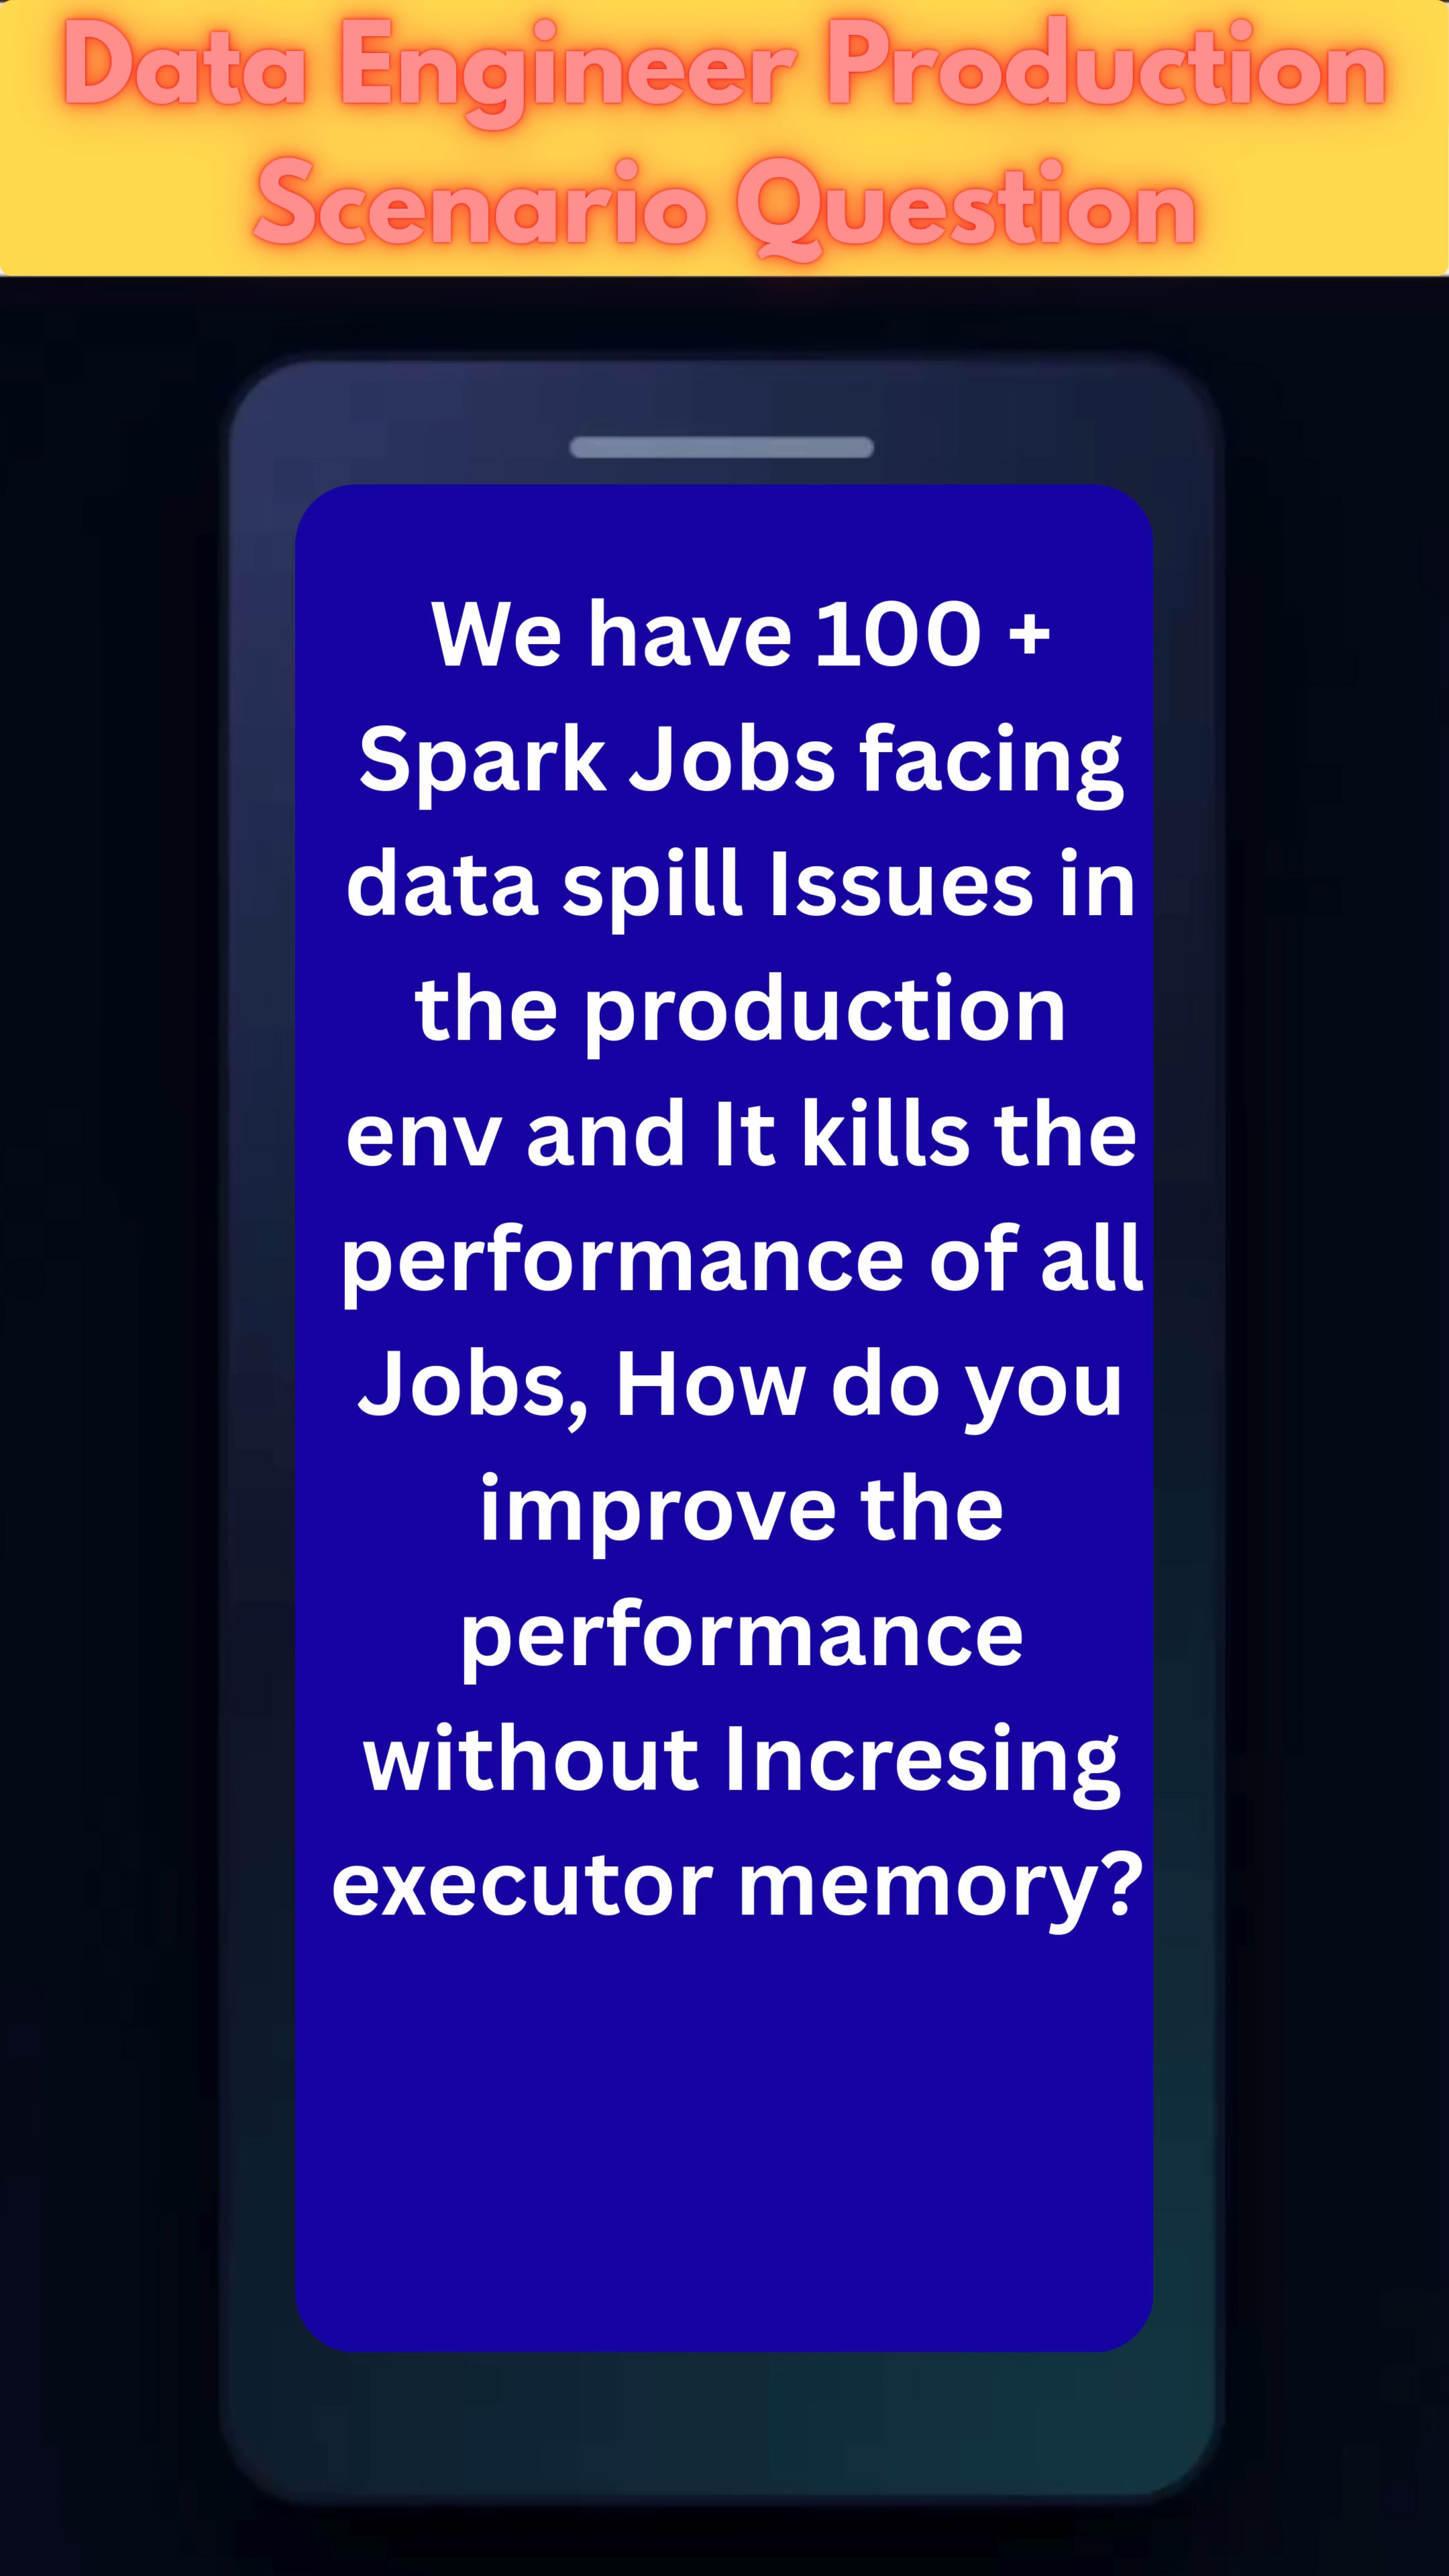 Data Engineer Production
Scenario Question
We have 100 +
Spark Jobs facing
data spill Issues in
the production
env and It kills the
performance of all
Jobs, How do you
improve the
performance
without Incresing
executor memory?